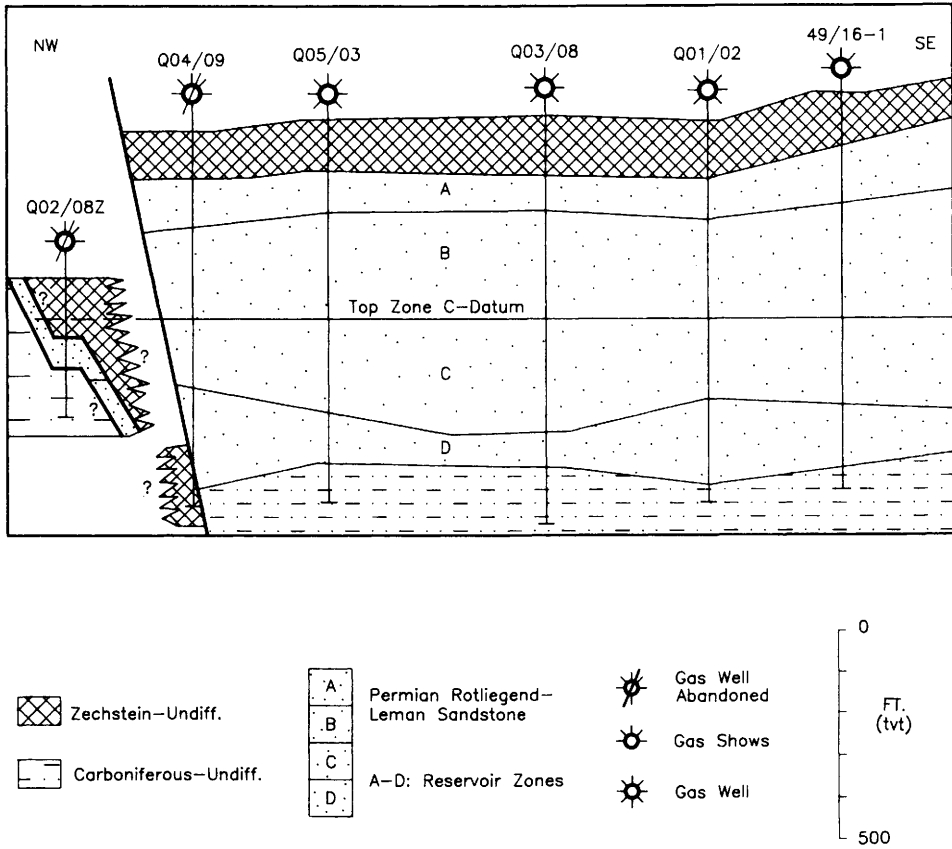 NW
SE
Q04/09
Q05/03
Q03/08
Q01/02
49/16-1
Q02/08Z
A
B
Top Zone C-Datum
C
D
?
?
?
?
Zechstein-Undiff.
Carboniferous-Undiff.
A
B
C
D
Permian Rotliegend-
Leman Sandstone
A-D: Reservoir Zones
Gas Well
Abandoned
Gas Shows
Gas Well
0
FT.
(tvt)
500